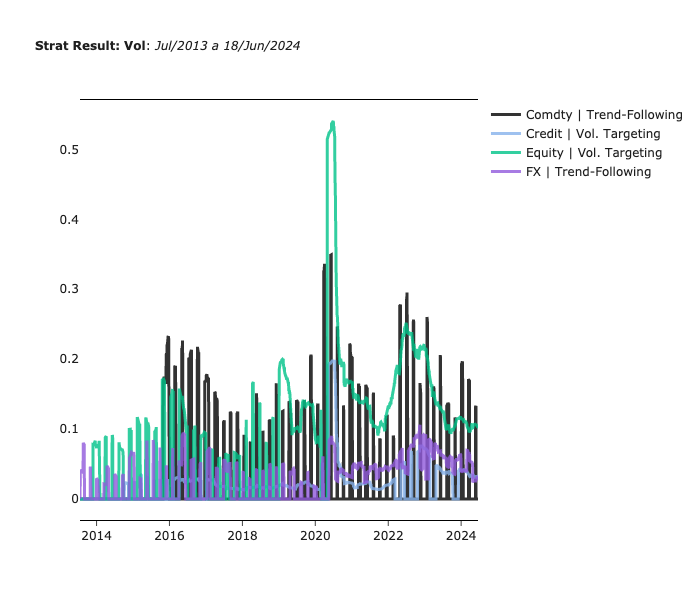 Strat Result: Vol: Jul/2013 a 18/Jun/2024
Comdty | Trend-Following
Credit | Vol. Targeting
Equity | Vol. Targeting
FX | Trend-Following
0.5
0.4
0.3
0.2
0.1
0
2014 2016 2018 2020 2022 2024